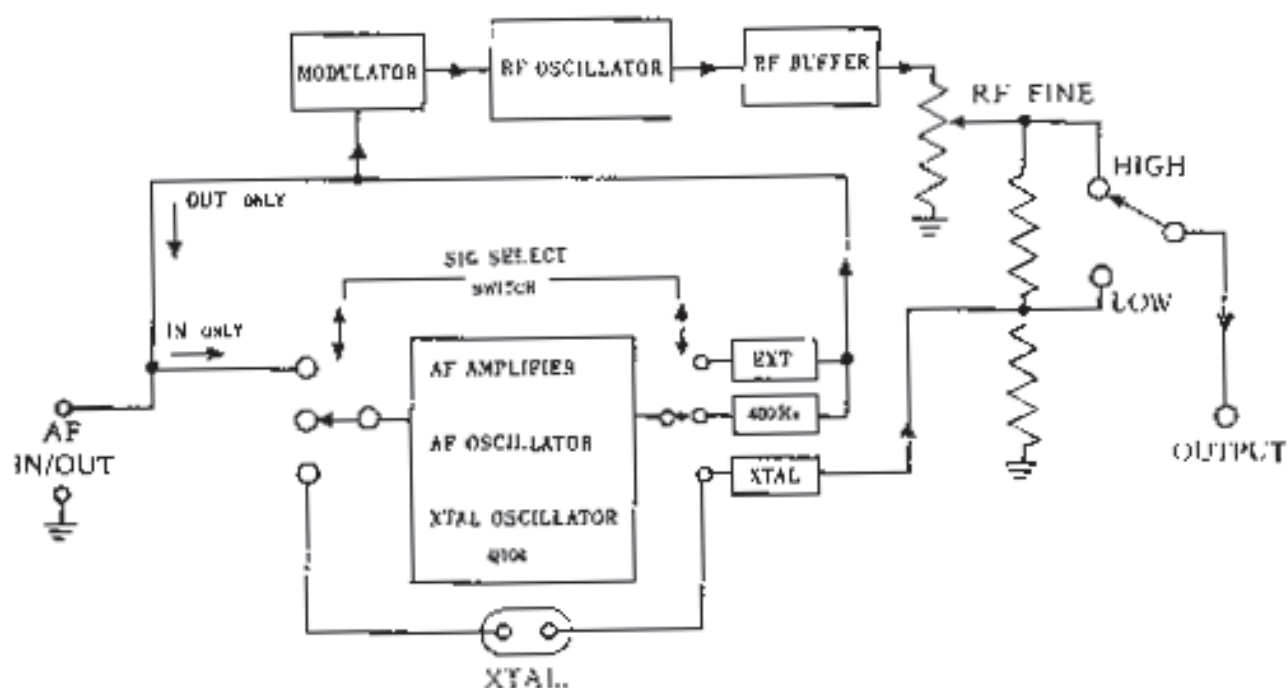 MODULATOR
RF OSCILLATOR
RF BUFFER
RF FINE
HIGH
OUT ONLY
SIG SELECT
SWITCH
LOW
IN ONLY
EXT
AF AMPLIFIER
400Hz
AF
IN/OUT
AF OSCILLATOR
OUTPUT
XTAL
XTAL OSCILLATOR
XTAL